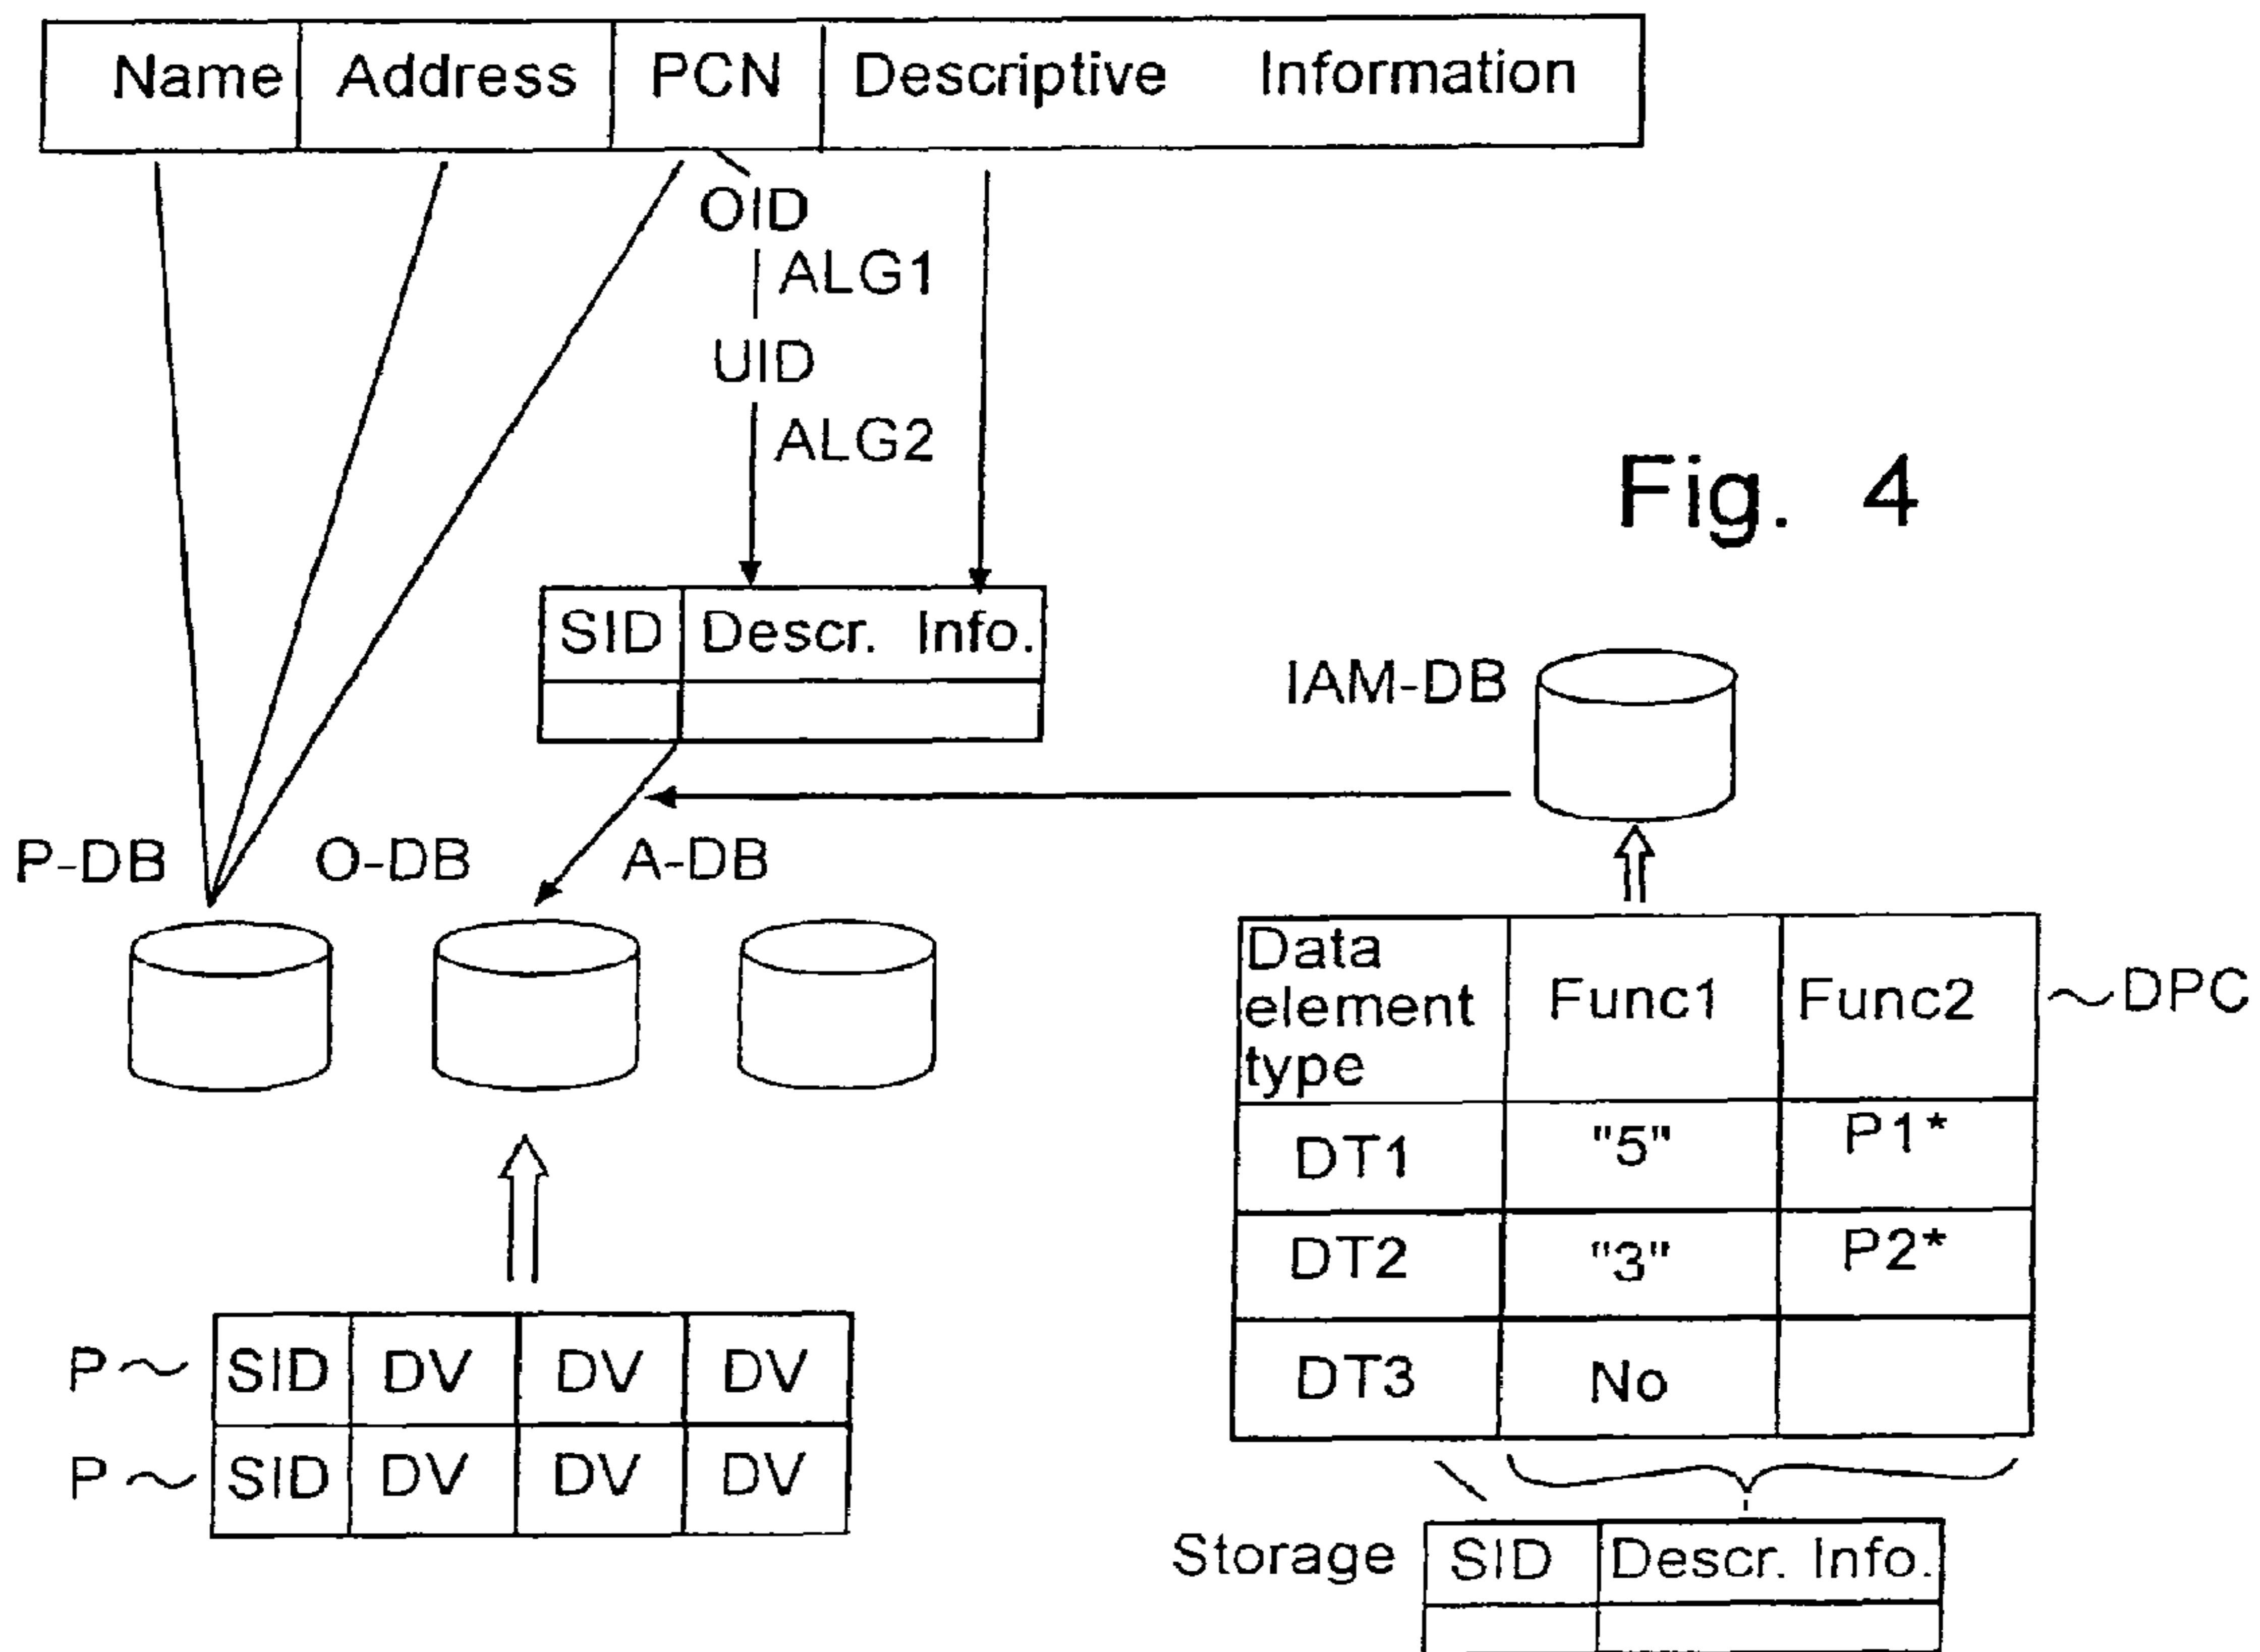 Name Address PCN Descriptive Information
OID
ALG1
UID
ALG2
Fig. 4
SID Descr. Info.
IAM-DB
P-DB O-DB A-DB
Data element type Func1 Func2 ~DPC
DT1 "5" P1*
DT2 "3" P2*
DT3 No
P~ SID DV DV DV
P~ SID DV DV DV
Storage SID Descr. Info.